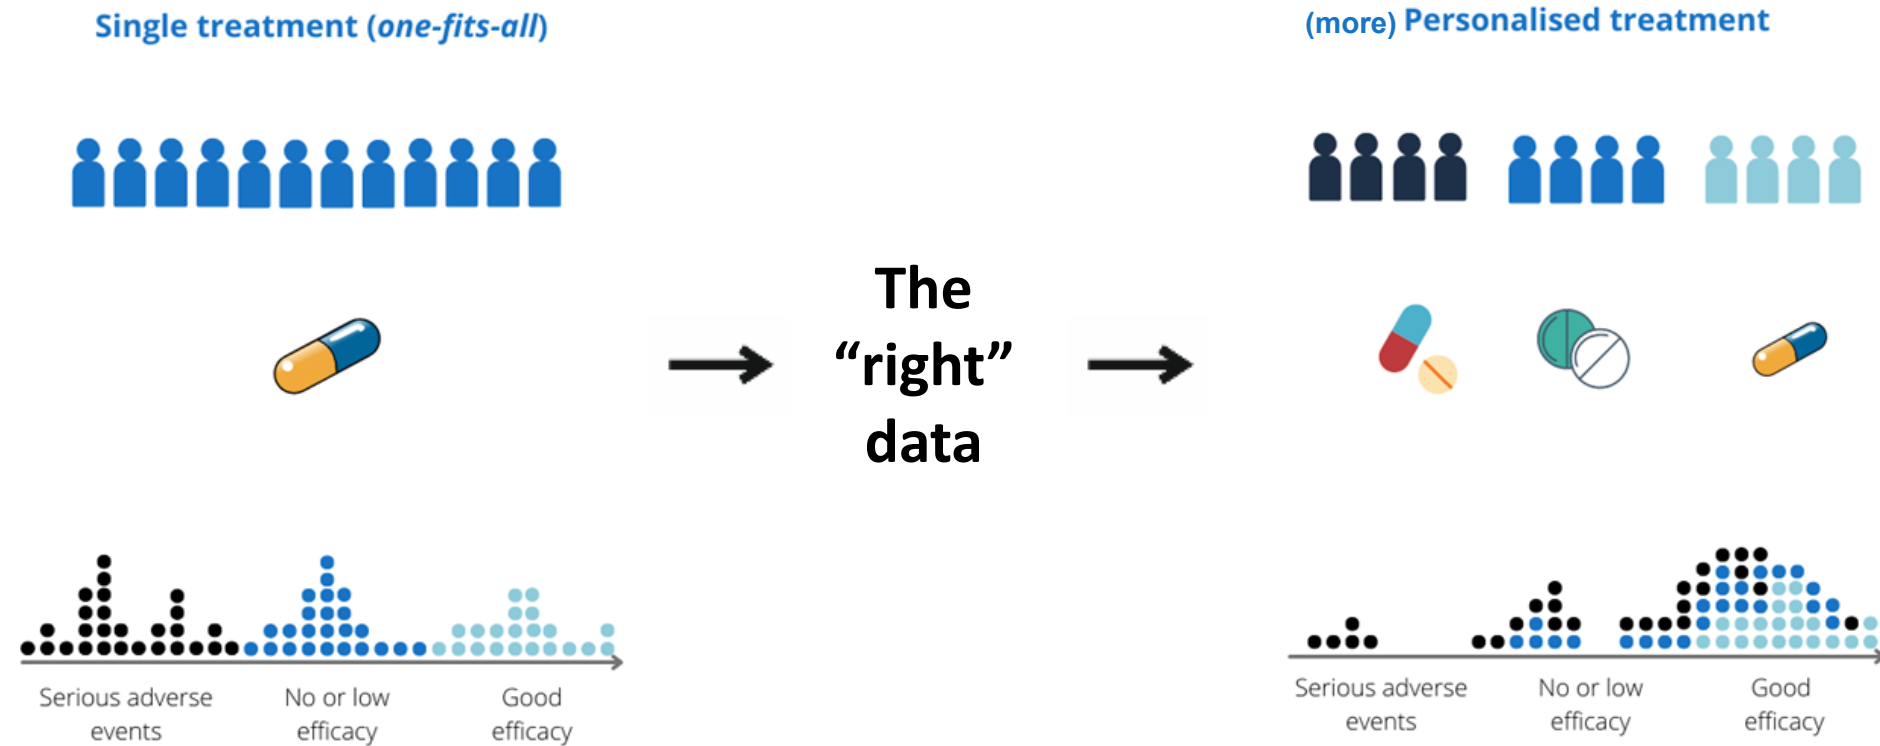 Single treatment (one-fits-all)
(more) Personalised treatment
The
“right”
data
Serious adverse
events
No or low
efficacy
Good
efficacy
Serious adverse
events
No or low
efficacy
Good
efficacy